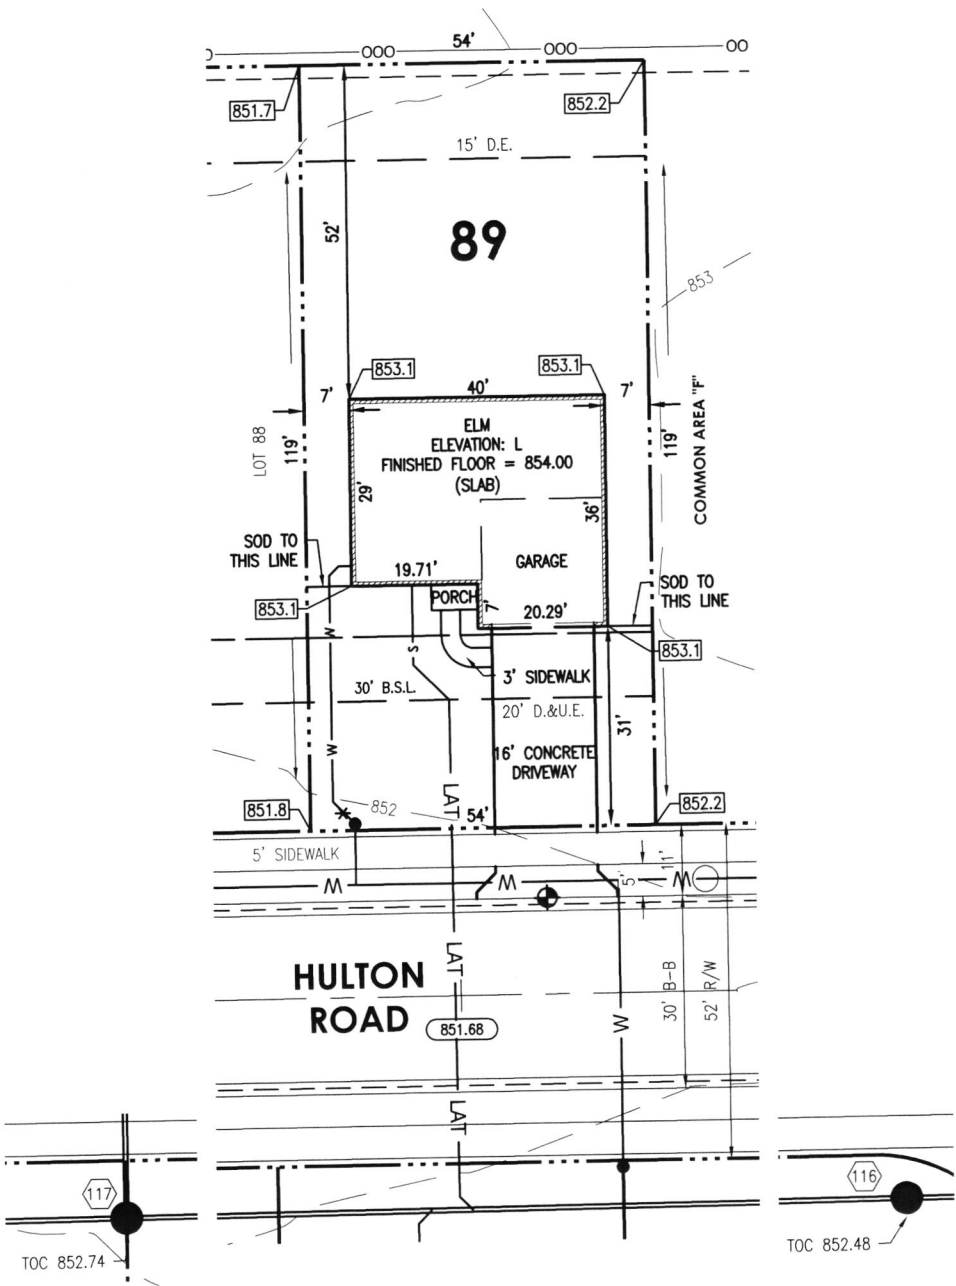 54'
OOO OOO OO
851.7
852.2
15' D.E.
52'
89
853
853.1
853.1
7'
40'
7'
LOT 88
119'
ELM
ELEVATION: L
FINISHED FLOOR = 854.00
(SLAB)
29'
36'
119'
COMMON AREA "F"
SOD TO
THIS LINE
19.71'
GARAGE
SOD TO
THIS LINE
853.1
PORCH
7'
20.29'
853.1
W
S
3' SIDEWALK
30' B.S.L.
20' D.&U.E.
31'
W
16' CONCRETE
DRIVEWAY
LAT
851.8
852
54'
852.2
5' SIDEWALK
W
W
5'
11'
W
HULTON
ROAD
LAT
851.68
W
30' B-B
52' R/W
LAT
117
116
TOC 852.74
TOC 852.48